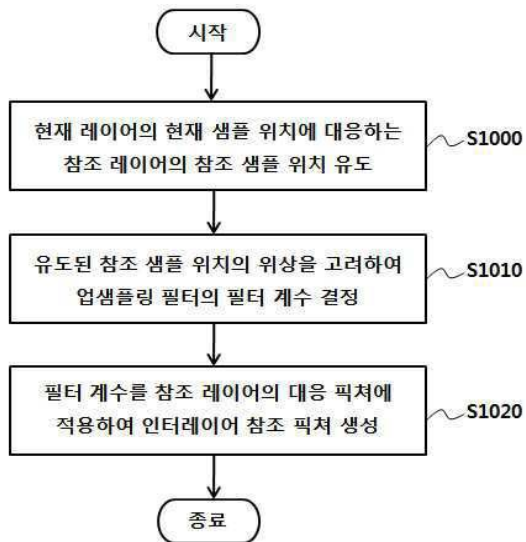 시작
현재 레이어의 현재 샘플 위치에 대응하는
참조 레이어의 참조 샘플 위치 유도
S1000
유도된 참조 샘플 위치의 위상을 고려하여
업샘플링 필터의 필터 계수 결정
S1010
필터 계수를 참조 레이어의 대응 픽쳐에
적용하여 인터레이어 참조 픽쳐 생성
S1020
종료